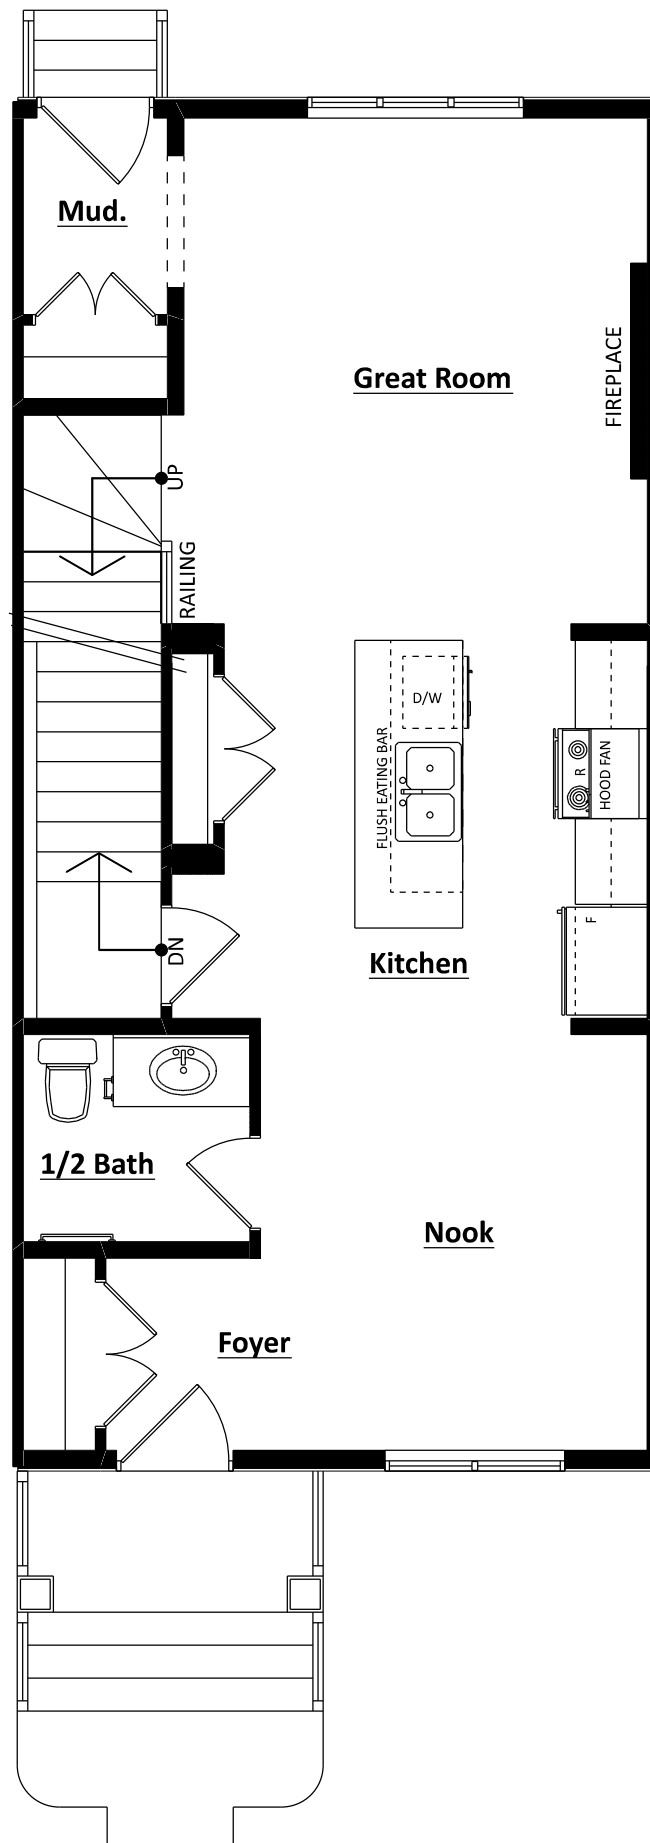 Mud.
Great Room
FIREPLACE
UP
RAILING
D/W
FLUSH EATING BAR
R
HOOD FAN
F
DN
Kitchen
1/2 Bath
Nook
Foyer